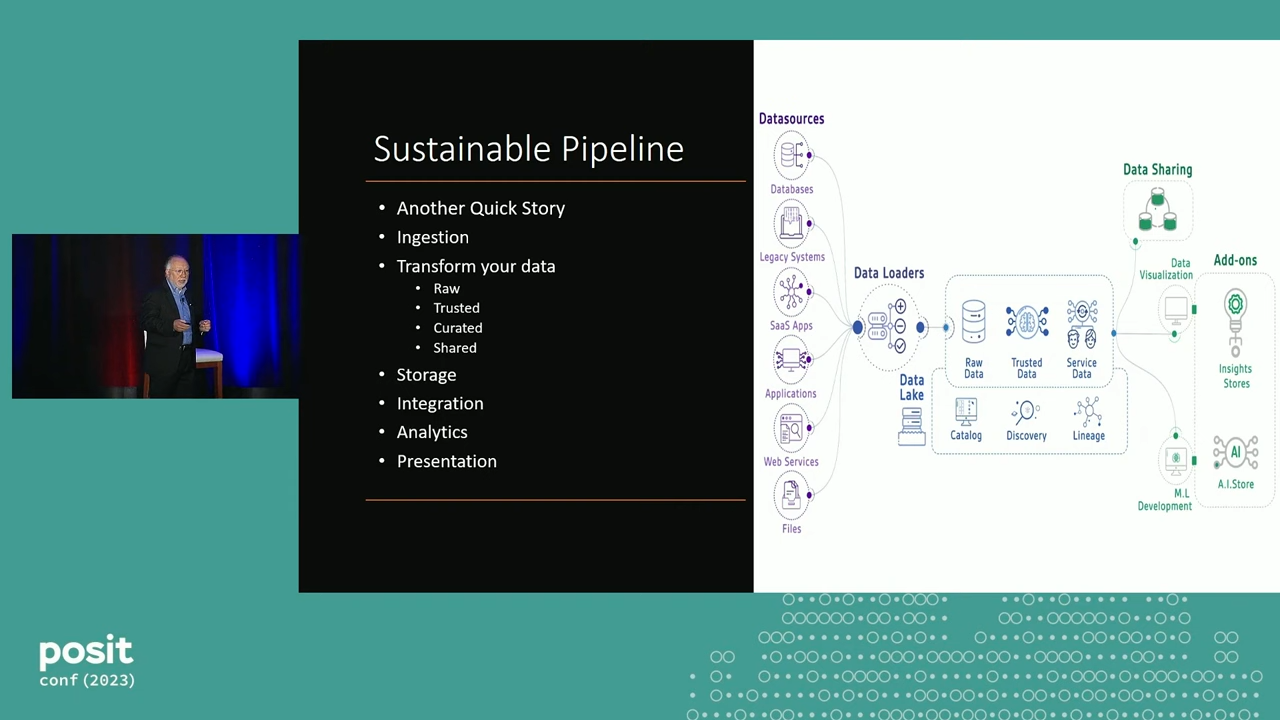 Sustainable Pipeline
• Another Quick Story
• Ingestion
• Transform your data
• Raw
• Trusted
• Curated
• Shared
• Storage
• Integration
• Analytics
• Presentation
Datasources
Databases
Legacy Systems
SaaS Apps
Applications
Web Services
Files
Data Loaders
Raw
Data
Trusted
Data
Service
Data
Data
Lake
Catalog
Discovery
Lineage
Data Sharing
Data
Visualization
M.L
Development
Add-ons
Insights
Stores
AI
A.I.Store
posit
conf(2023)